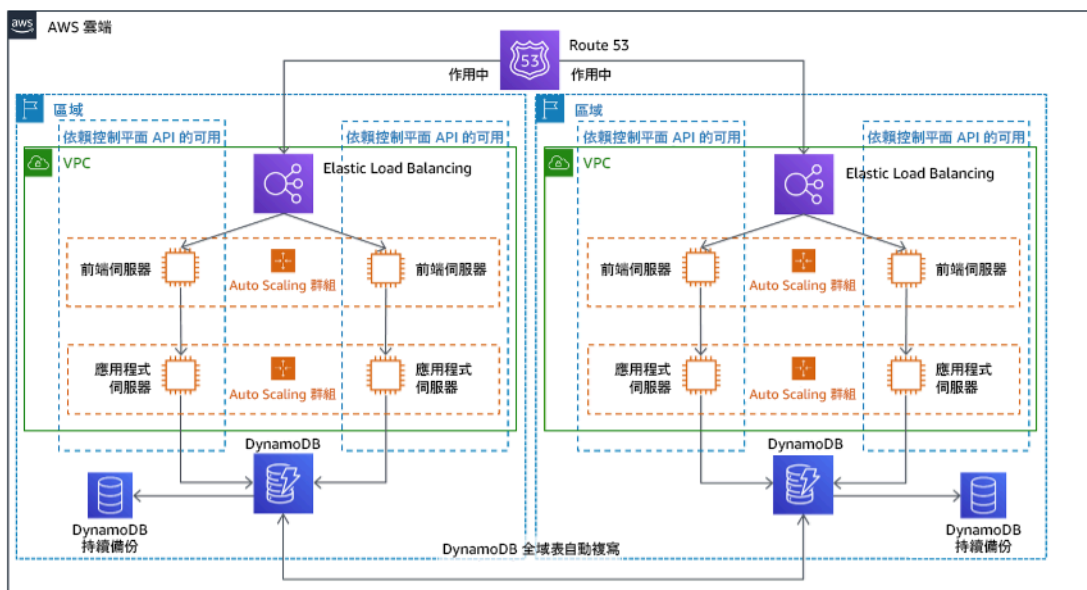 aws
AWS 雲端
Route 53
53
作用中
作用中
區域
區域
依賴控制平面 API 的可用
依賴控制平面 API 的可用
依賴控制平面 API 的可用
依賴控制平面 API 的可用
VPC
VPC
Elastic Load Balancing
Elastic Load Balancing
前端伺服器
Auto Scaling 群組
前端伺服器
前端伺服器
Auto Scaling 群組
前端伺服器
應用程式
伺服器
Auto Scaling 群組
應用程式
伺服器
應用程式
伺服器
Auto Scaling 群組
應用程式
伺服器
DynamoDB
DynamoDB
DynamoDB
持續備份
DynamoDB
持續備份
DynamoDB 全域表自動複寫